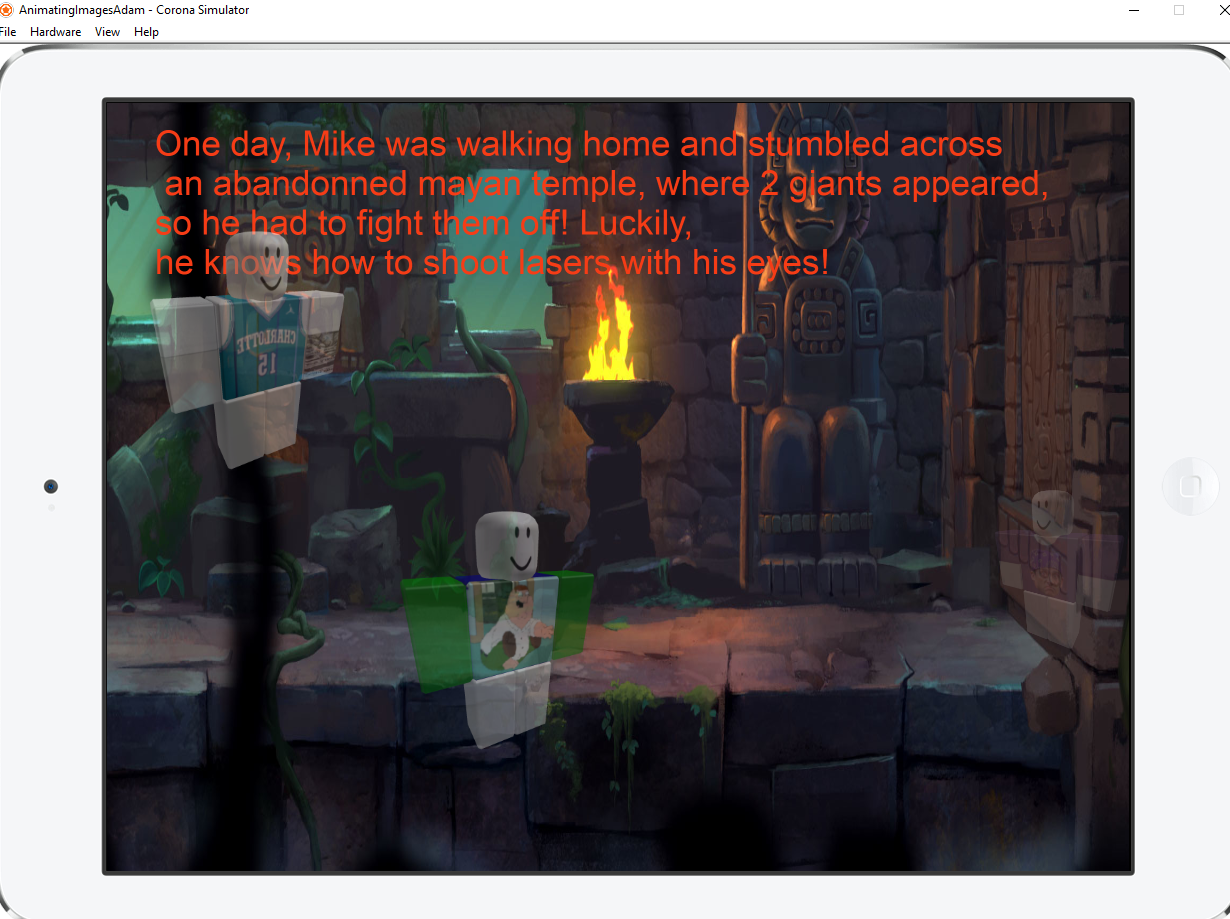 AnimatingImagesAdam - Corona Simulator
File Hardware View Help
One day, Mike was walking home and stumbled across
an abandonned mayan temple, where 2 giants appeared,
so he had to fight them off! Luckily,
he knows how to shoot lasers with his eyes!
CHARLOTTE
15